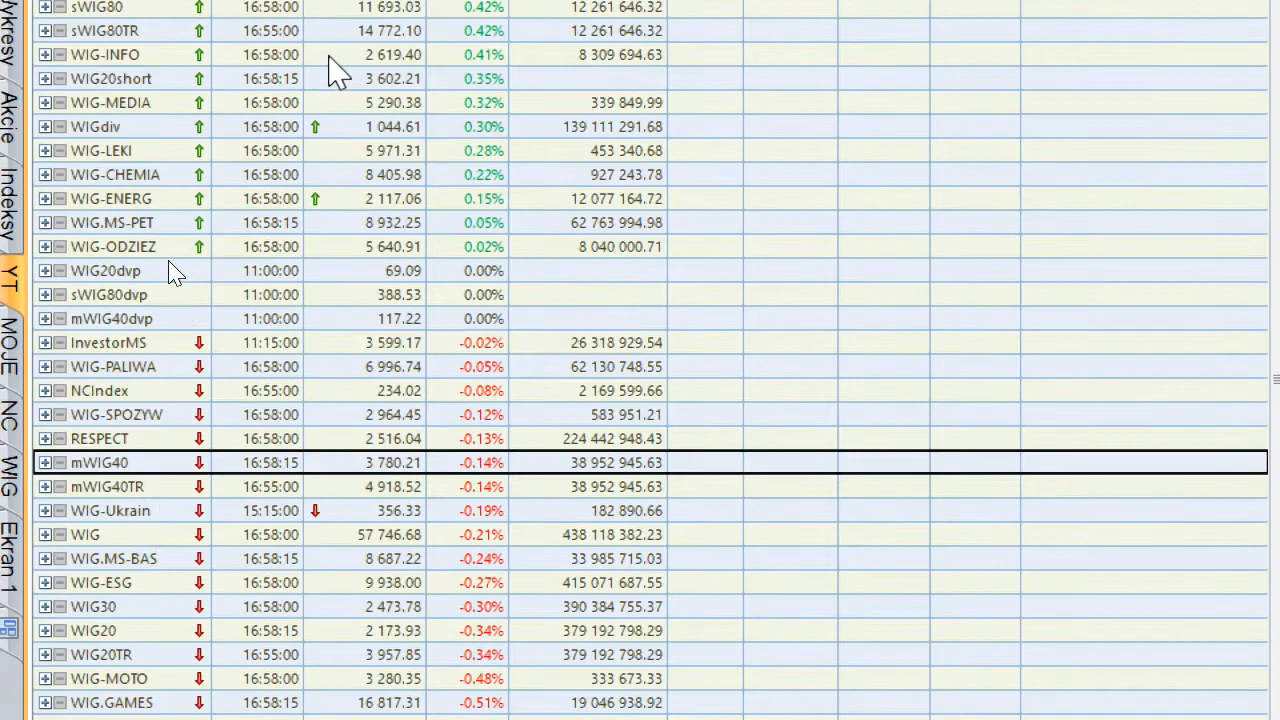 sWIG80 16:58:00 11 693.03 0.42% 12 261 646.32
sWIG80TR 16:55:00 14 772.10 0.42% 12 261 646.32
WIG-INFO 16:58:00 2 619.40 0.41% 8 309 694.63
WIG20short 16:58:15 3 602.21 0.35%
WIG-MEDIA 16:58:00 5 290.38 0.32% 339 849.99
WIGdiv 16:58:00 1 044.61 0.30% 139 111 291.68
WIG-LEKI 16:58:00 5 971.31 0.28% 453 340.68
WIG-CHEMIA 16:58:00 8 405.98 0.22% 927 243.78
WIG-ENERG 16:58:00 2 117.06 0.15% 12 077 164.72
WIG.MS-PET 16:58:15 8 932.25 0.05% 62 763 994.98
WIG-ODZIEZ 16:58:00 5 640.91 0.02% 8 040 000.71
WIG20dvp 11:00:00 69.09 0.00%
sWIG80dvp 11:00:00 388.53 0.00%
mWIG40dvp 11:00:00 117.22 0.00%
InvestorMS 11:15:00 3 599.17 -0.02% 26 318 929.54
WIG-PALIWA 16:58:00 6 996.74 -0.05% 62 130 748.55
NCIndex 16:55:00 234.02 -0.08% 2 169 599.66
WIG-SPOZYW 16:58:00 2 964.45 -0.12% 583 951.21
RESPECT 16:58:00 2 516.04 -0.13% 224 442 948.43
mWIG40 16:58:15 3 780.21 -0.14% 38 952 945.63
mWIG40TR 16:55:00 4 918.52 -0.14% 38 952 945.63
WIG-Ukrain 15:15:00 356.33 -0.19% 182 890.66
WIG 16:58:00 57 746.68 -0.21% 438 118 382.23
WIG.MS-BAS 16:58:15 8 687.22 -0.24% 33 985 715.03
WIG-ESG 16:58:00 9 938.00 -0.27% 415 071 687.55
WIG30 16:58:00 2 473.78 -0.30% 390 384 755.37
WIG20 16:58:15 2 173.93 -0.34% 379 192 798.29
WIG20TR 16:55:00 3 957.85 -0.34% 379 192 798.29
WIG-MOTO 16:58:00 3 280.35 -0.48% 333 673.33
WIG.GAMES 16:58:15 16 817.31 -0.51% 19 046 938.92
Wykresy
Akcje
Indeksy
YT
MOJE
NC
WIG
Ekran 1